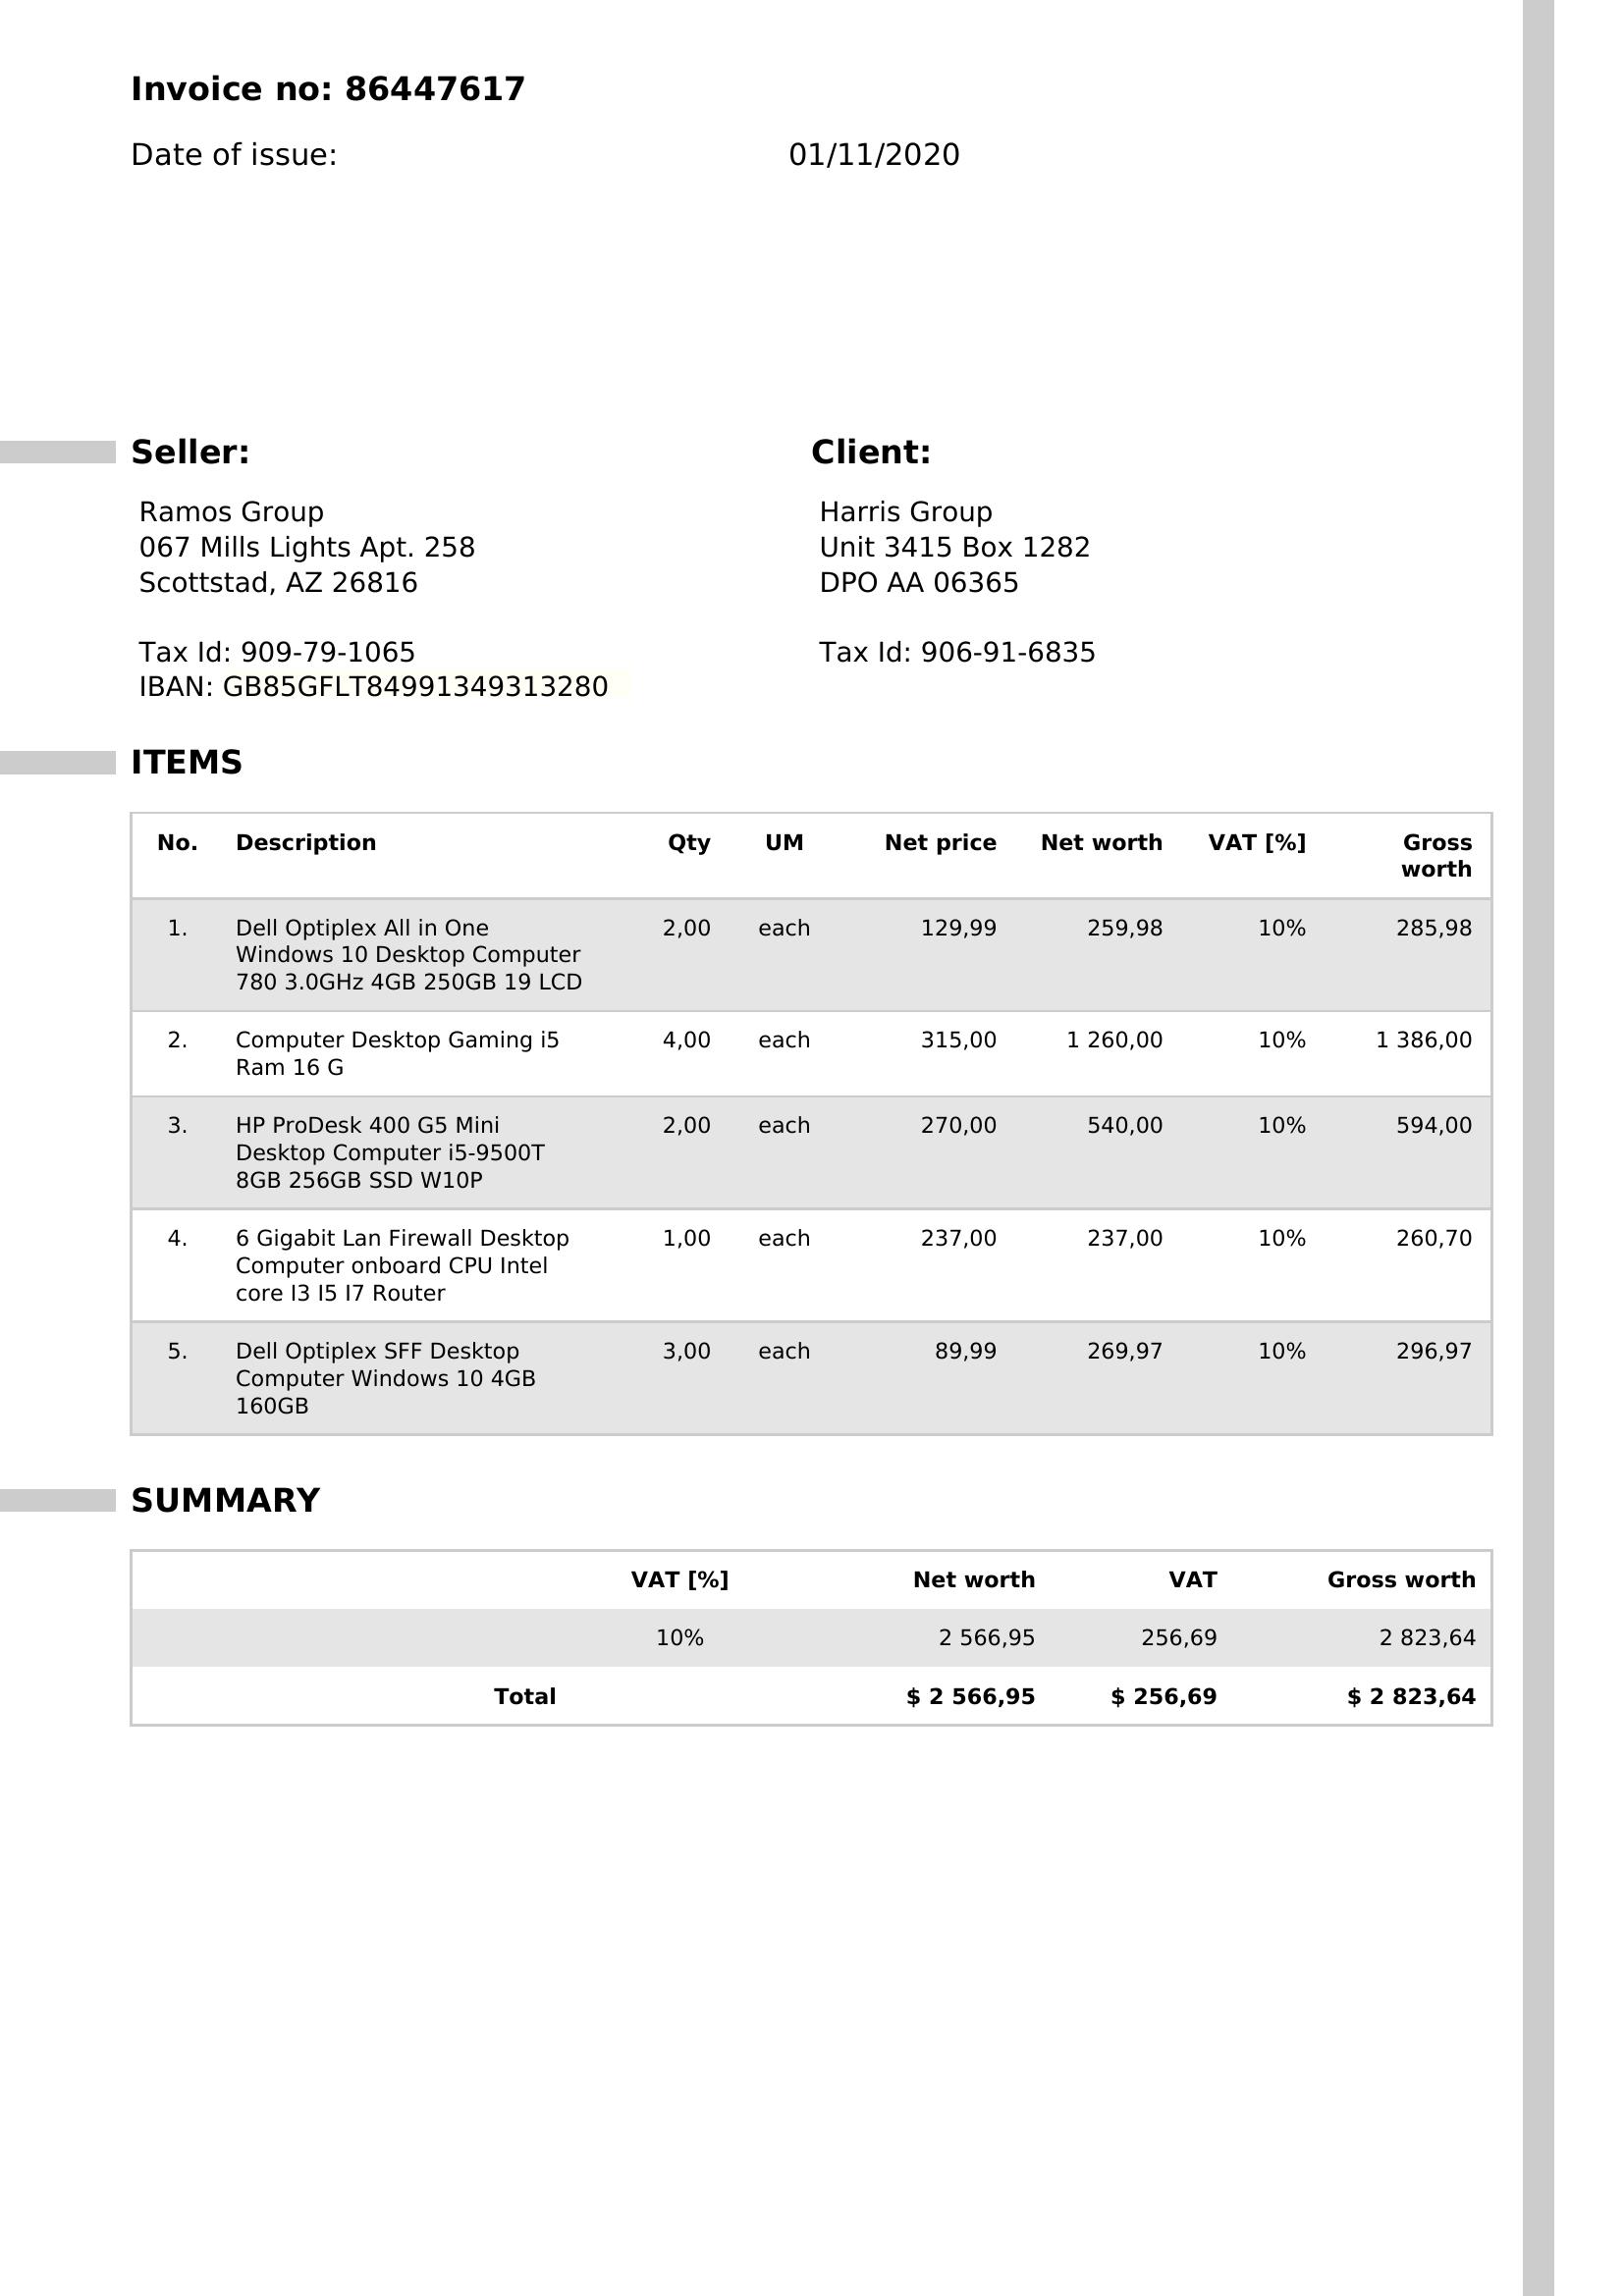 Invoice no: 86447617
Date of issue: 01/11/2020
Seller:
Ramos Group
067 Mills Lights Apt. 258
Scottstad, AZ 26816
Tax Id: 909-79-1065
IBAN: GB85GFLT84991349313280
Client:
Harris Group
Unit 3415 Box 1282
DPO AA 06365
Tax Id: 906-91-6835
ITEMS
No. Description Qty UM Net price Net worth VAT [%] Gross
worth
1. Dell Optiplex All in One 2,00 each 129,99 259,98 10% 285,98
Windows 10 Desktop Computer
780 3.0GHz 4GB 250GB 19 LCD
2. Computer Desktop Gaming i5 4,00 each 315,00 1 260,00 10% 1 386,00
Ram 16 G
3. HP ProDesk 400 G5 Mini 2,00 each 270,00 540,00 10% 594,00
Desktop Computer i5-9500T
8GB 256GB SSD W10P
4. 6 Gigabit Lan Firewall Desktop 1,00 each 237,00 237,00 10% 260,70
Computer onboard CPU Intel
core I3 I5 I7 Router
5. Dell Optiplex SFF Desktop 3,00 each 89,99 269,97 10% 296,97
Computer Windows 10 4GB
160GB
SUMMARY
VAT [%] Net worth VAT Gross worth
10% 2 566,95 256,69 2 823,64
Total $ 2 566,95 $ 256,69 $ 2 823,64